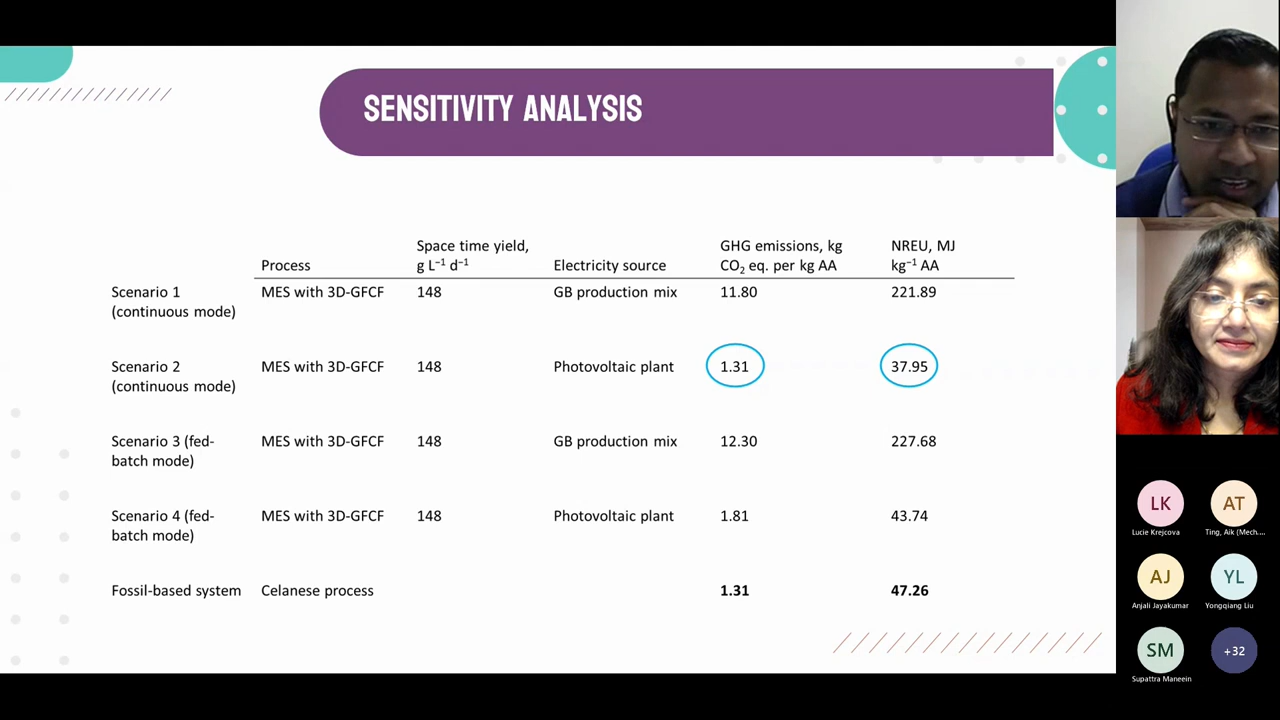 SENSITIVITY ANALYSIS
Space time yield, GHG emissions, kg NREU, MJ
Process g L⁻¹ d⁻¹ Electricity source CO₂ eq. per kg AA kg⁻¹ AA
Scenario 1 MES with 3D-GFCF 148 GB production mix 11.80 221.89
(continuous mode)
Scenario 2 MES with 3D-GFCF 148 Photovoltaic plant 1.31 37.95
(continuous mode)
Scenario 3 (fed- MES with 3D-GFCF 148 GB production mix 12.30 227.68
batch mode)
Scenario 4 (fed- MES with 3D-GFCF 148 Photovoltaic plant 1.81 43.74
batch mode)
Fossil-based system Celanese process 1.31 47.26
LK AT
Lucie Krejcova Ting, Aik (Mech....
AJ YL
Anjali Jayakumar Yongqiang Liu
SM +32
Supattra Maneein